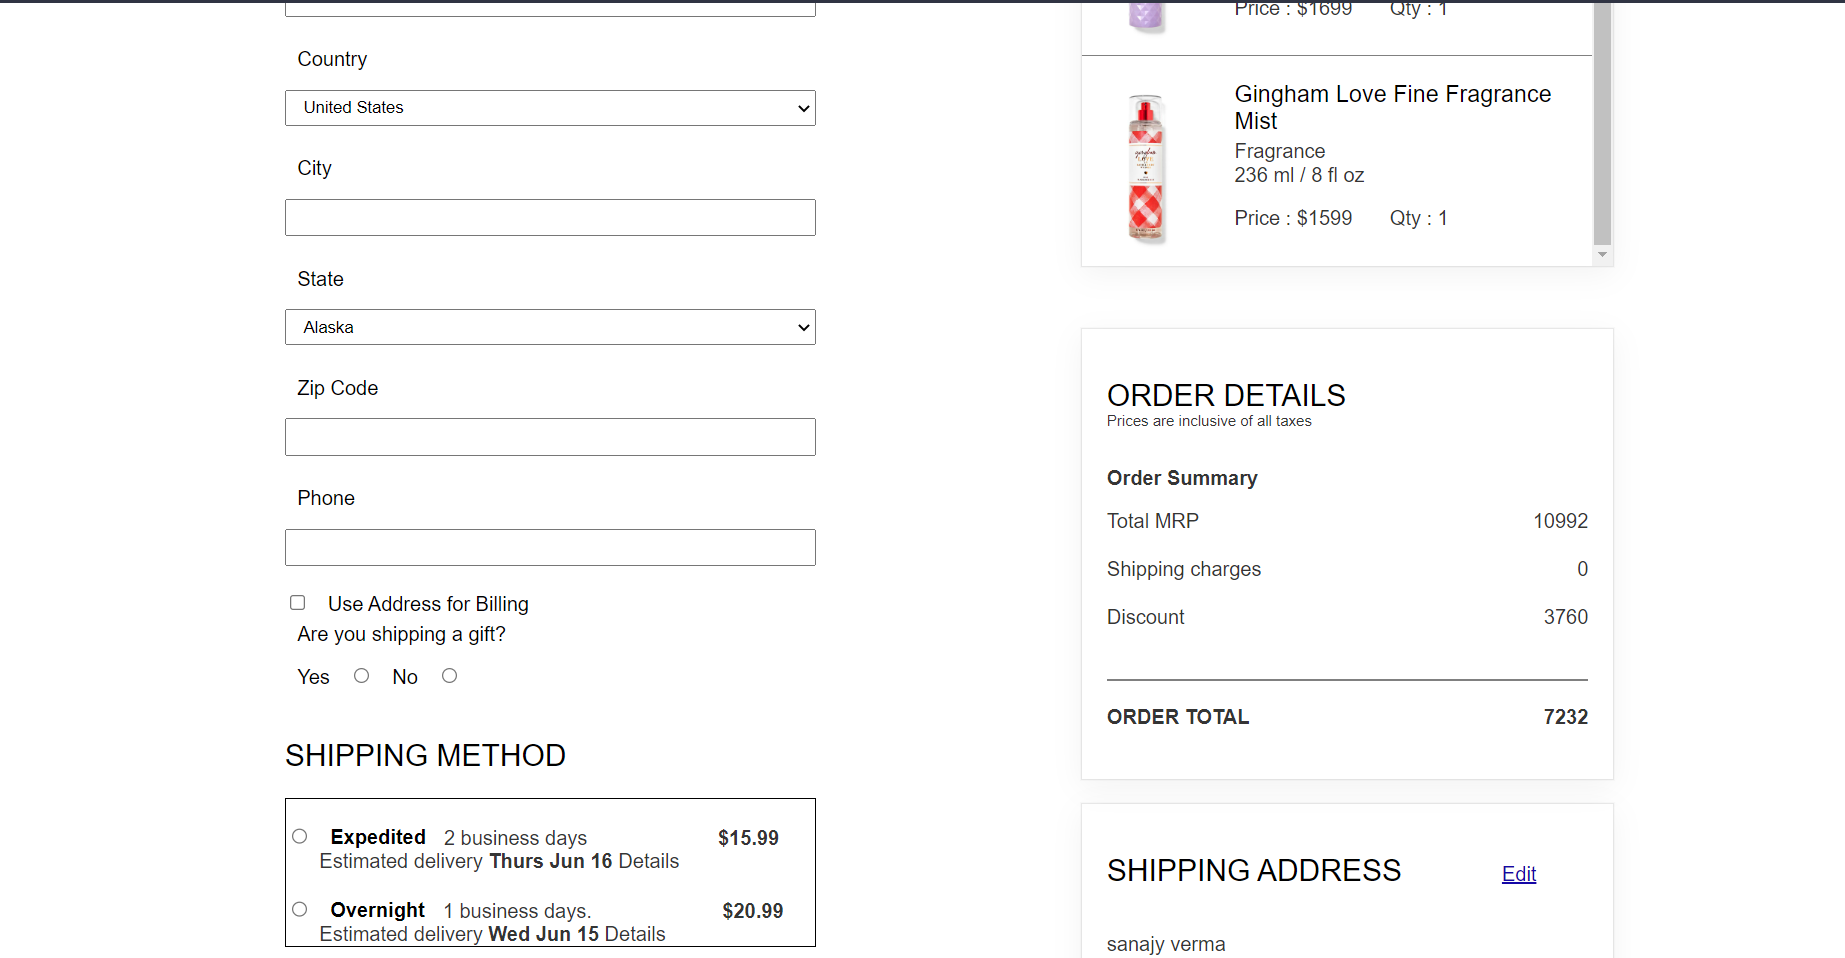 Country
United States
City
State
Alaska
Zip Code
Phone
Use Address for Billing
Are you shipping a gift?
Yes No
SHIPPING METHOD
Expedited 2 business days $15.99
Estimated delivery Thurs Jun 16 Details
Overnight 1 business days. $20.99
Estimated delivery Wed Jun 15 Details
Price : $1699 Qty : 1
Gingham Love Fine Fragrance
Mist
Fragrance
236 ml / 8 fl oz
Price : $1599 Qty : 1
ORDER DETAILS
Prices are inclusive of all taxes
Order Summary
Total MRP 10992
Shipping charges 0
Discount 3760
ORDER TOTAL 7232
SHIPPING ADDRESS Edit
sanajy verma